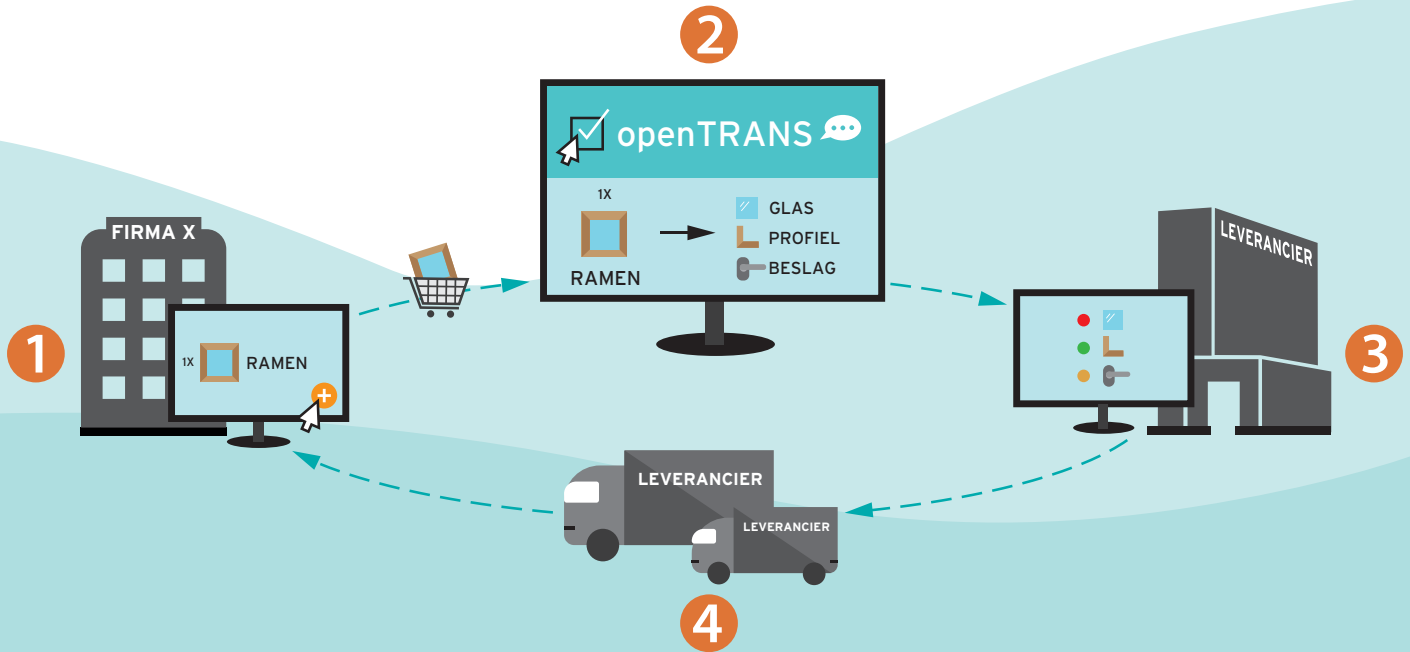 2
openTRANS
1X
RAMEN
GLAS
PROFIEL
BESLAG
FIRMA X
1
1X
RAMEN
+
LEVERANCIER
3
LEVERANCIER
LEVERANCIER
4